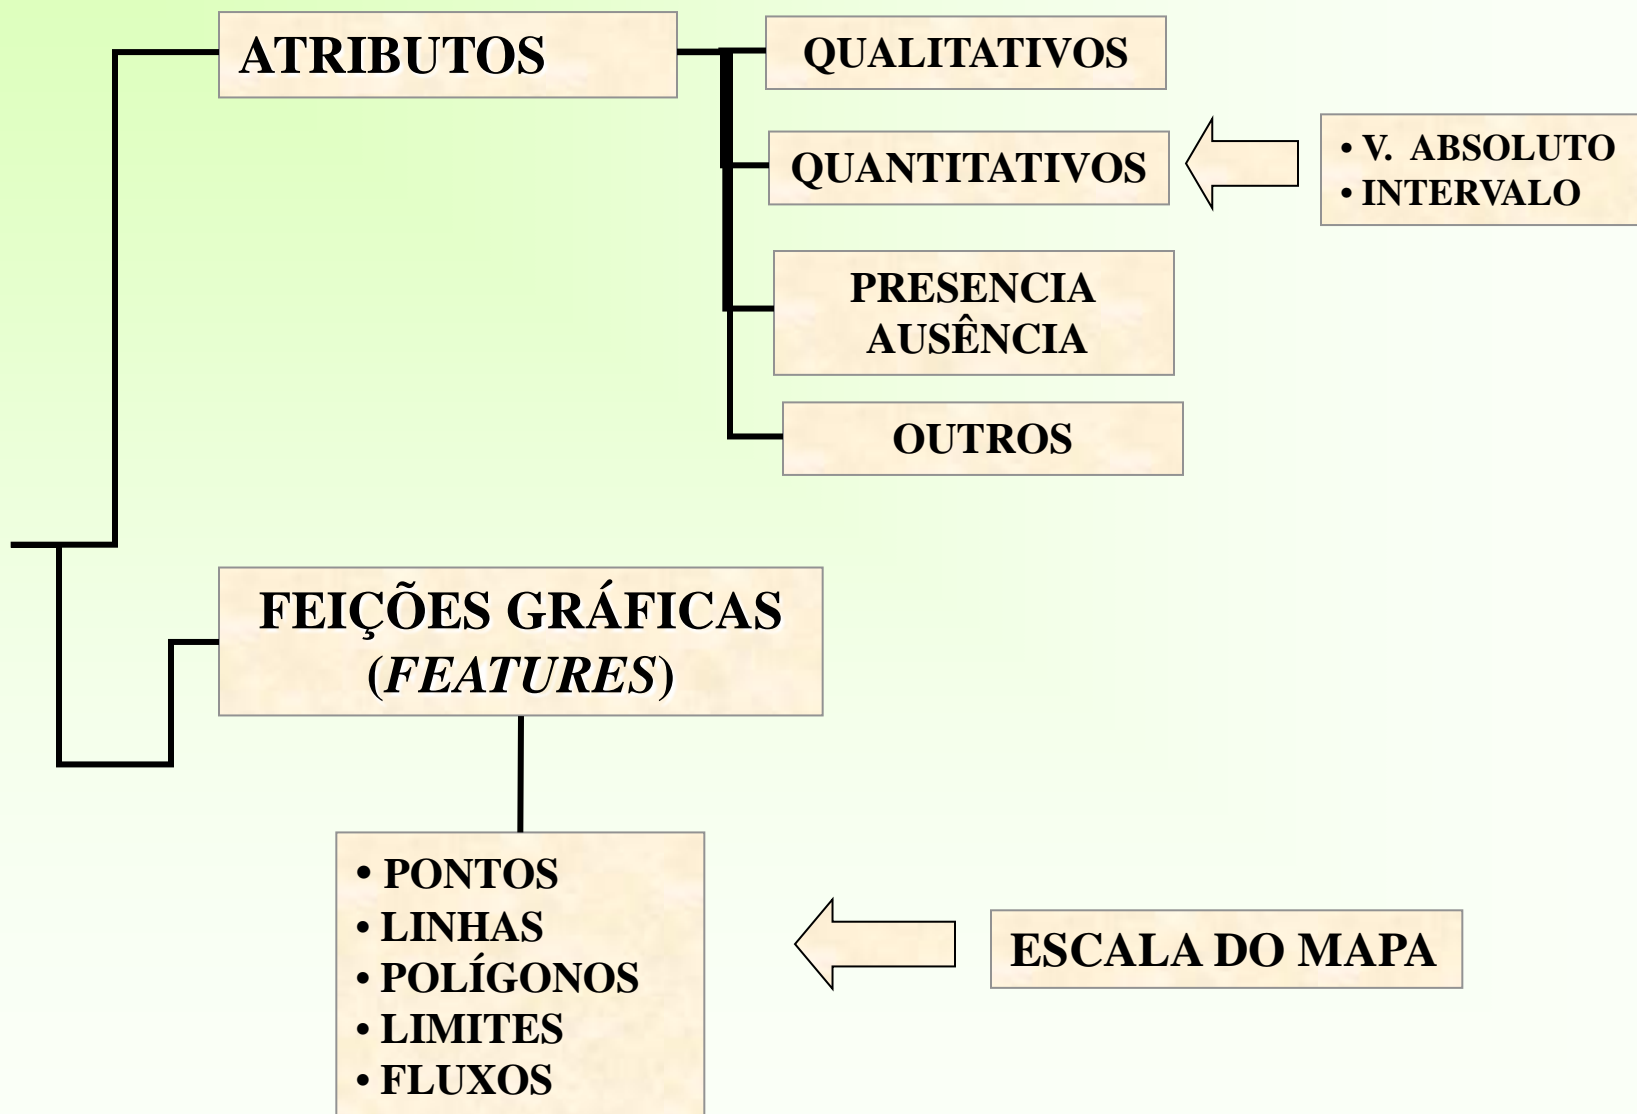 ATRIBUTOS
QUALITATIVOS
QUANTITATIVOS
• V. ABSOLUTO
• INTERVALO
PRESENCIA
AUSÊNCIA
OUTROS
FEIÇÕES GRÁFICAS
(FEATURES)
• PONTOS
• LINHAS
• POLÍGONOS
• LIMITES
• FLUXOS
ESCALA DO MAPA